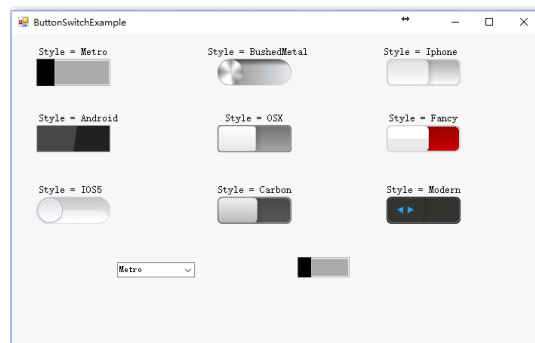 ButtonSwitchExample
Style = Metro
Style = BushedMetal
Style = Iphone
Style = Android
Style = OSX
Style = Fancy
Style = IOS5
Style = Carbon
Style = Modern
Metro